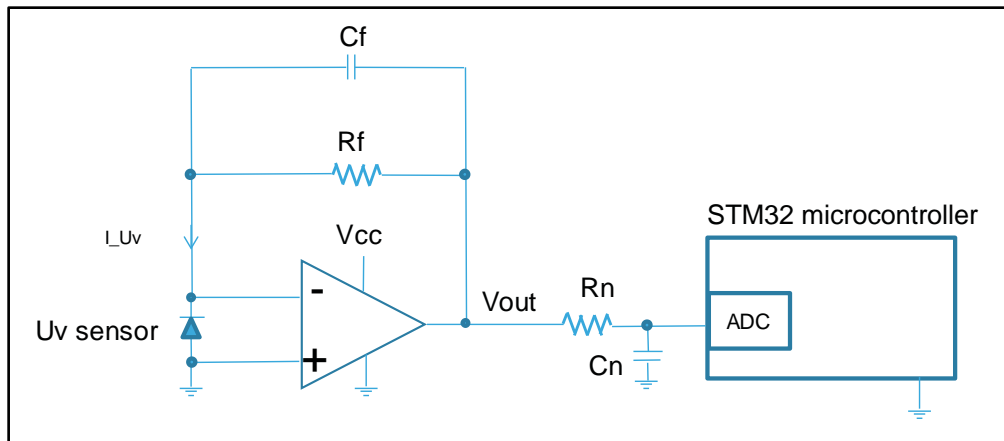 Cf
Rf
STM32 microcontroller
I_Uv
Vcc
-
Rn
Vout
ADC
Uv sensor
+
Cn